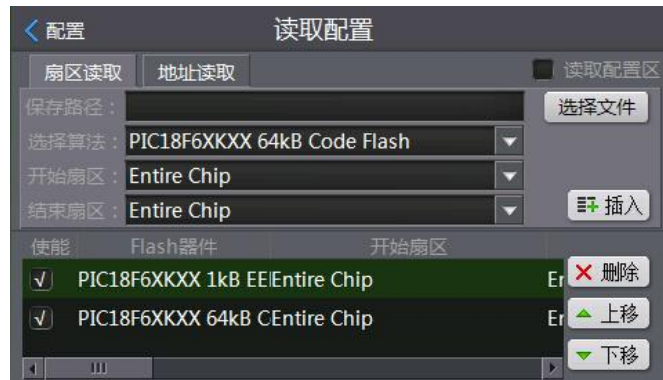 配置 读取配置
扇区读取 地址读取 读取配置区
保存路径： 选择文件
选择算法： PIC18F6XKXX 64kB Code Flash
开始扇区： Entire Chip
结束扇区： Entire Chip 插入
使能 Flash器件 开始扇区
√ PIC18F6XKXX 1kB EE Entire Chip Er 删除
√ PIC18F6XKXX 64kB C Entire Chip Er 上移
下移